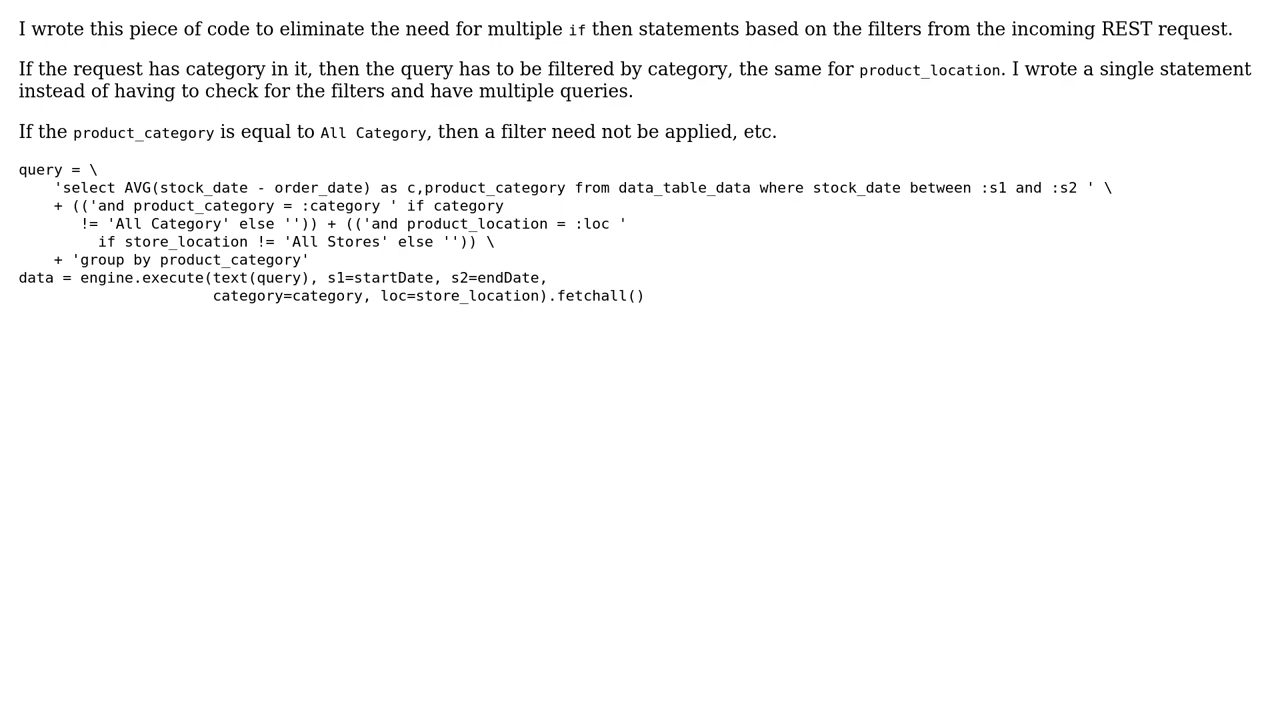 I wrote this piece of code to eliminate the need for multiple if then statements based on the filters from the incoming REST request.
If the request has category in it, then the query has to be filtered by category, the same for product_location. I wrote a single statement
instead of having to check for the filters and have multiple queries.
If the product_category is equal to All Category, then a filter need not be applied, etc.
query = \
    'select AVG(stock_date - order_date) as c,product_category from data_table_data where stock_date between :s1 and :s2 ' \
    + (('and product_category = :category ' if category
       != 'All Category' else '')) + (('and product_location = :loc '
         if store_location != 'All Stores' else '')) \
    + 'group by product_category'
data = engine.execute(text(query), s1=startDate, s2=endDate,
                      category=category, loc=store_location).fetchall()